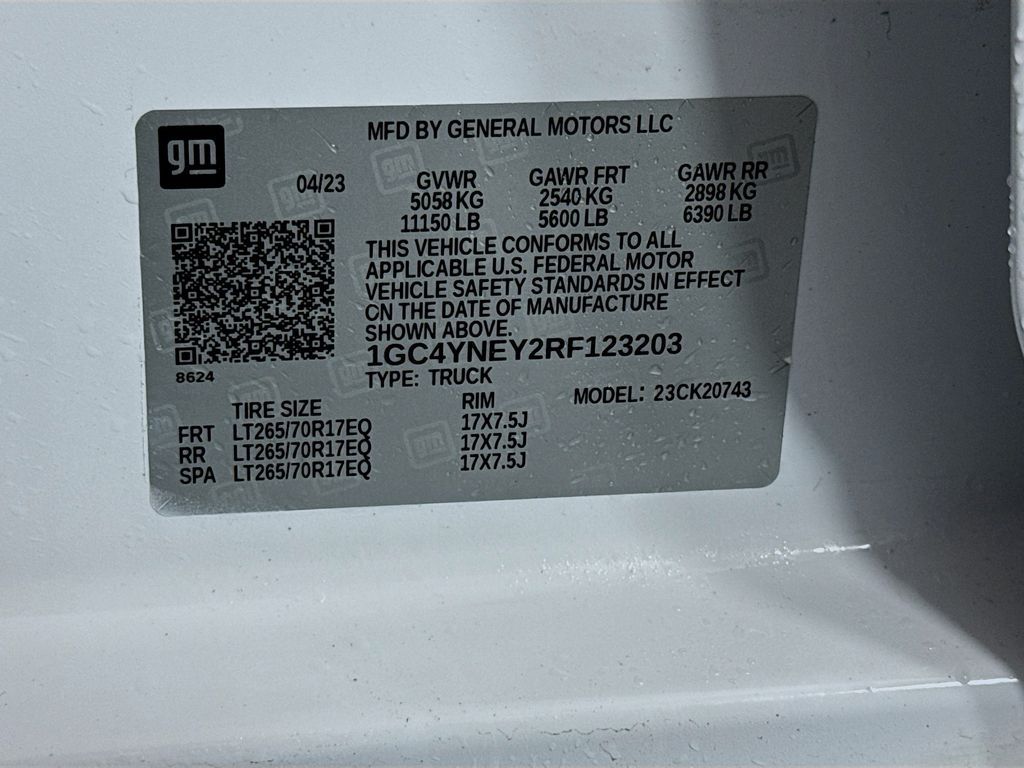 gm
MFD BY GENERAL MOTORS LLC
04/23
GVWR GAWR FRT GAWR RR
5058 KG 2540 KG 2898 KG
11150 LB 5600 LB 6390 LB
THIS VEHICLE CONFORMS TO ALL
APPLICABLE U.S. FEDERAL MOTOR
VEHICLE SAFETY STANDARDS IN EFFECT
ON THE DATE OF MANUFACTURE
SHOWN ABOVE.
1GC4YNEY2RF123203
8624
TYPE: TRUCK
MODEL: 23CK20743
TIRE SIZE RIM
FRT LT265/70R17EQ 17X7.5J
RR LT265/70R17EQ 17X7.5J
SPA LT265/70R17EQ 17X7.5J